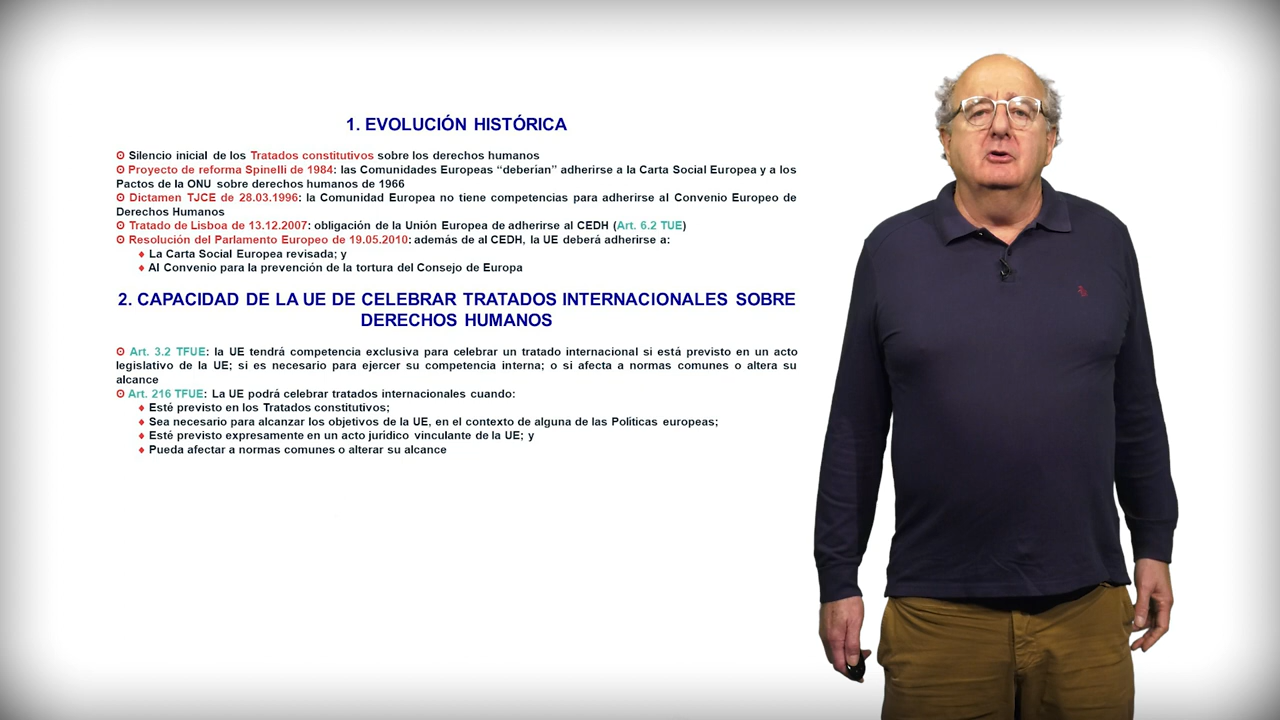 1. EVOLUCIÓN HISTÓRICA
ʘ Silencio inicial de los Tratados constitutivos sobre los derechos humanos
ʘ Proyecto de reforma Spinelli de 1984: las Comunidades Europeas “deberían” adherirse a la Carta Social Europea y a los
Pactos de la ONU sobre derechos humanos de 1966
ʘ Dictamen TJCE de 28.03.1996: la Comunidad Europea no tiene competencias para adherirse al Convenio Europeo de
Derechos Humanos
ʘ Tratado de Lisboa de 13.12.2007: obligación de la Unión Europea de adherirse al CEDH (Art. 6.2 TUE)
ʘ Resolución del Parlamento Europeo de 19.05.2010: además de al CEDH, la UE deberá adherirse a:
♦ La Carta Social Europea revisada; y
♦ Al Convenio para la prevención de la tortura del Consejo de Europa
2. CAPACIDAD DE LA UE DE CELEBRAR TRATADOS INTERNACIONALES SOBRE
DERECHOS HUMANOS
ʘ Art. 3.2 TFUE: la UE tendrá competencia exclusiva para celebrar un tratado internacional si está previsto en un acto
legislativo de la UE; si es necesario para ejercer su competencia interna; o si afecta a normas comunes o altera su
alcance
ʘ Art. 216 TFUE: La UE podrá celebrar tratados internacionales cuando:
♦ Esté previsto en los Tratados constitutivos;
♦ Sea necesario para alcanzar los objetivos de la UE, en el contexto de alguna de las Políticas europeas;
♦ Esté previsto expresamente en un acto jurídico vinculante de la UE; y
♦ Pueda afectar a normas comunes o alterar su alcance